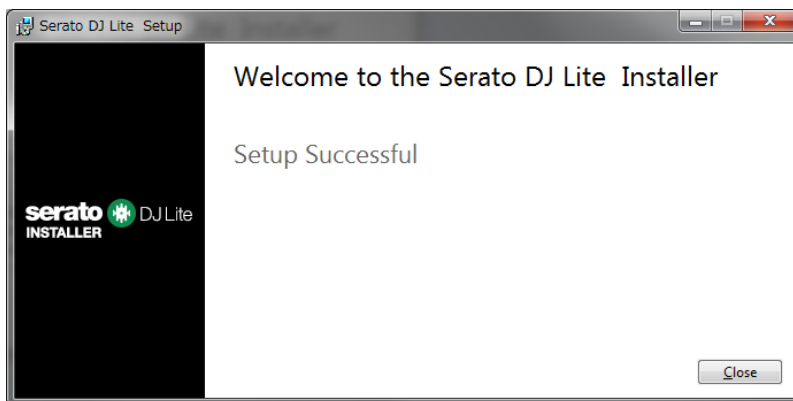 Serato DJ Lite  Setup
Welcome to the Serato DJ Lite  Installer
Setup Successful
serato DJ Lite
INSTALLER
Close